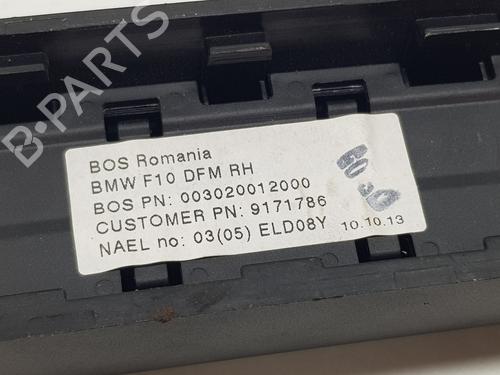 B-PARTS
BOS Romania
BMW F10 DFM RH
BOS PN: 003020012000
CUSTOMER PN: 9171786
NAEL no: 03(05) ELD08Y 10.10.13